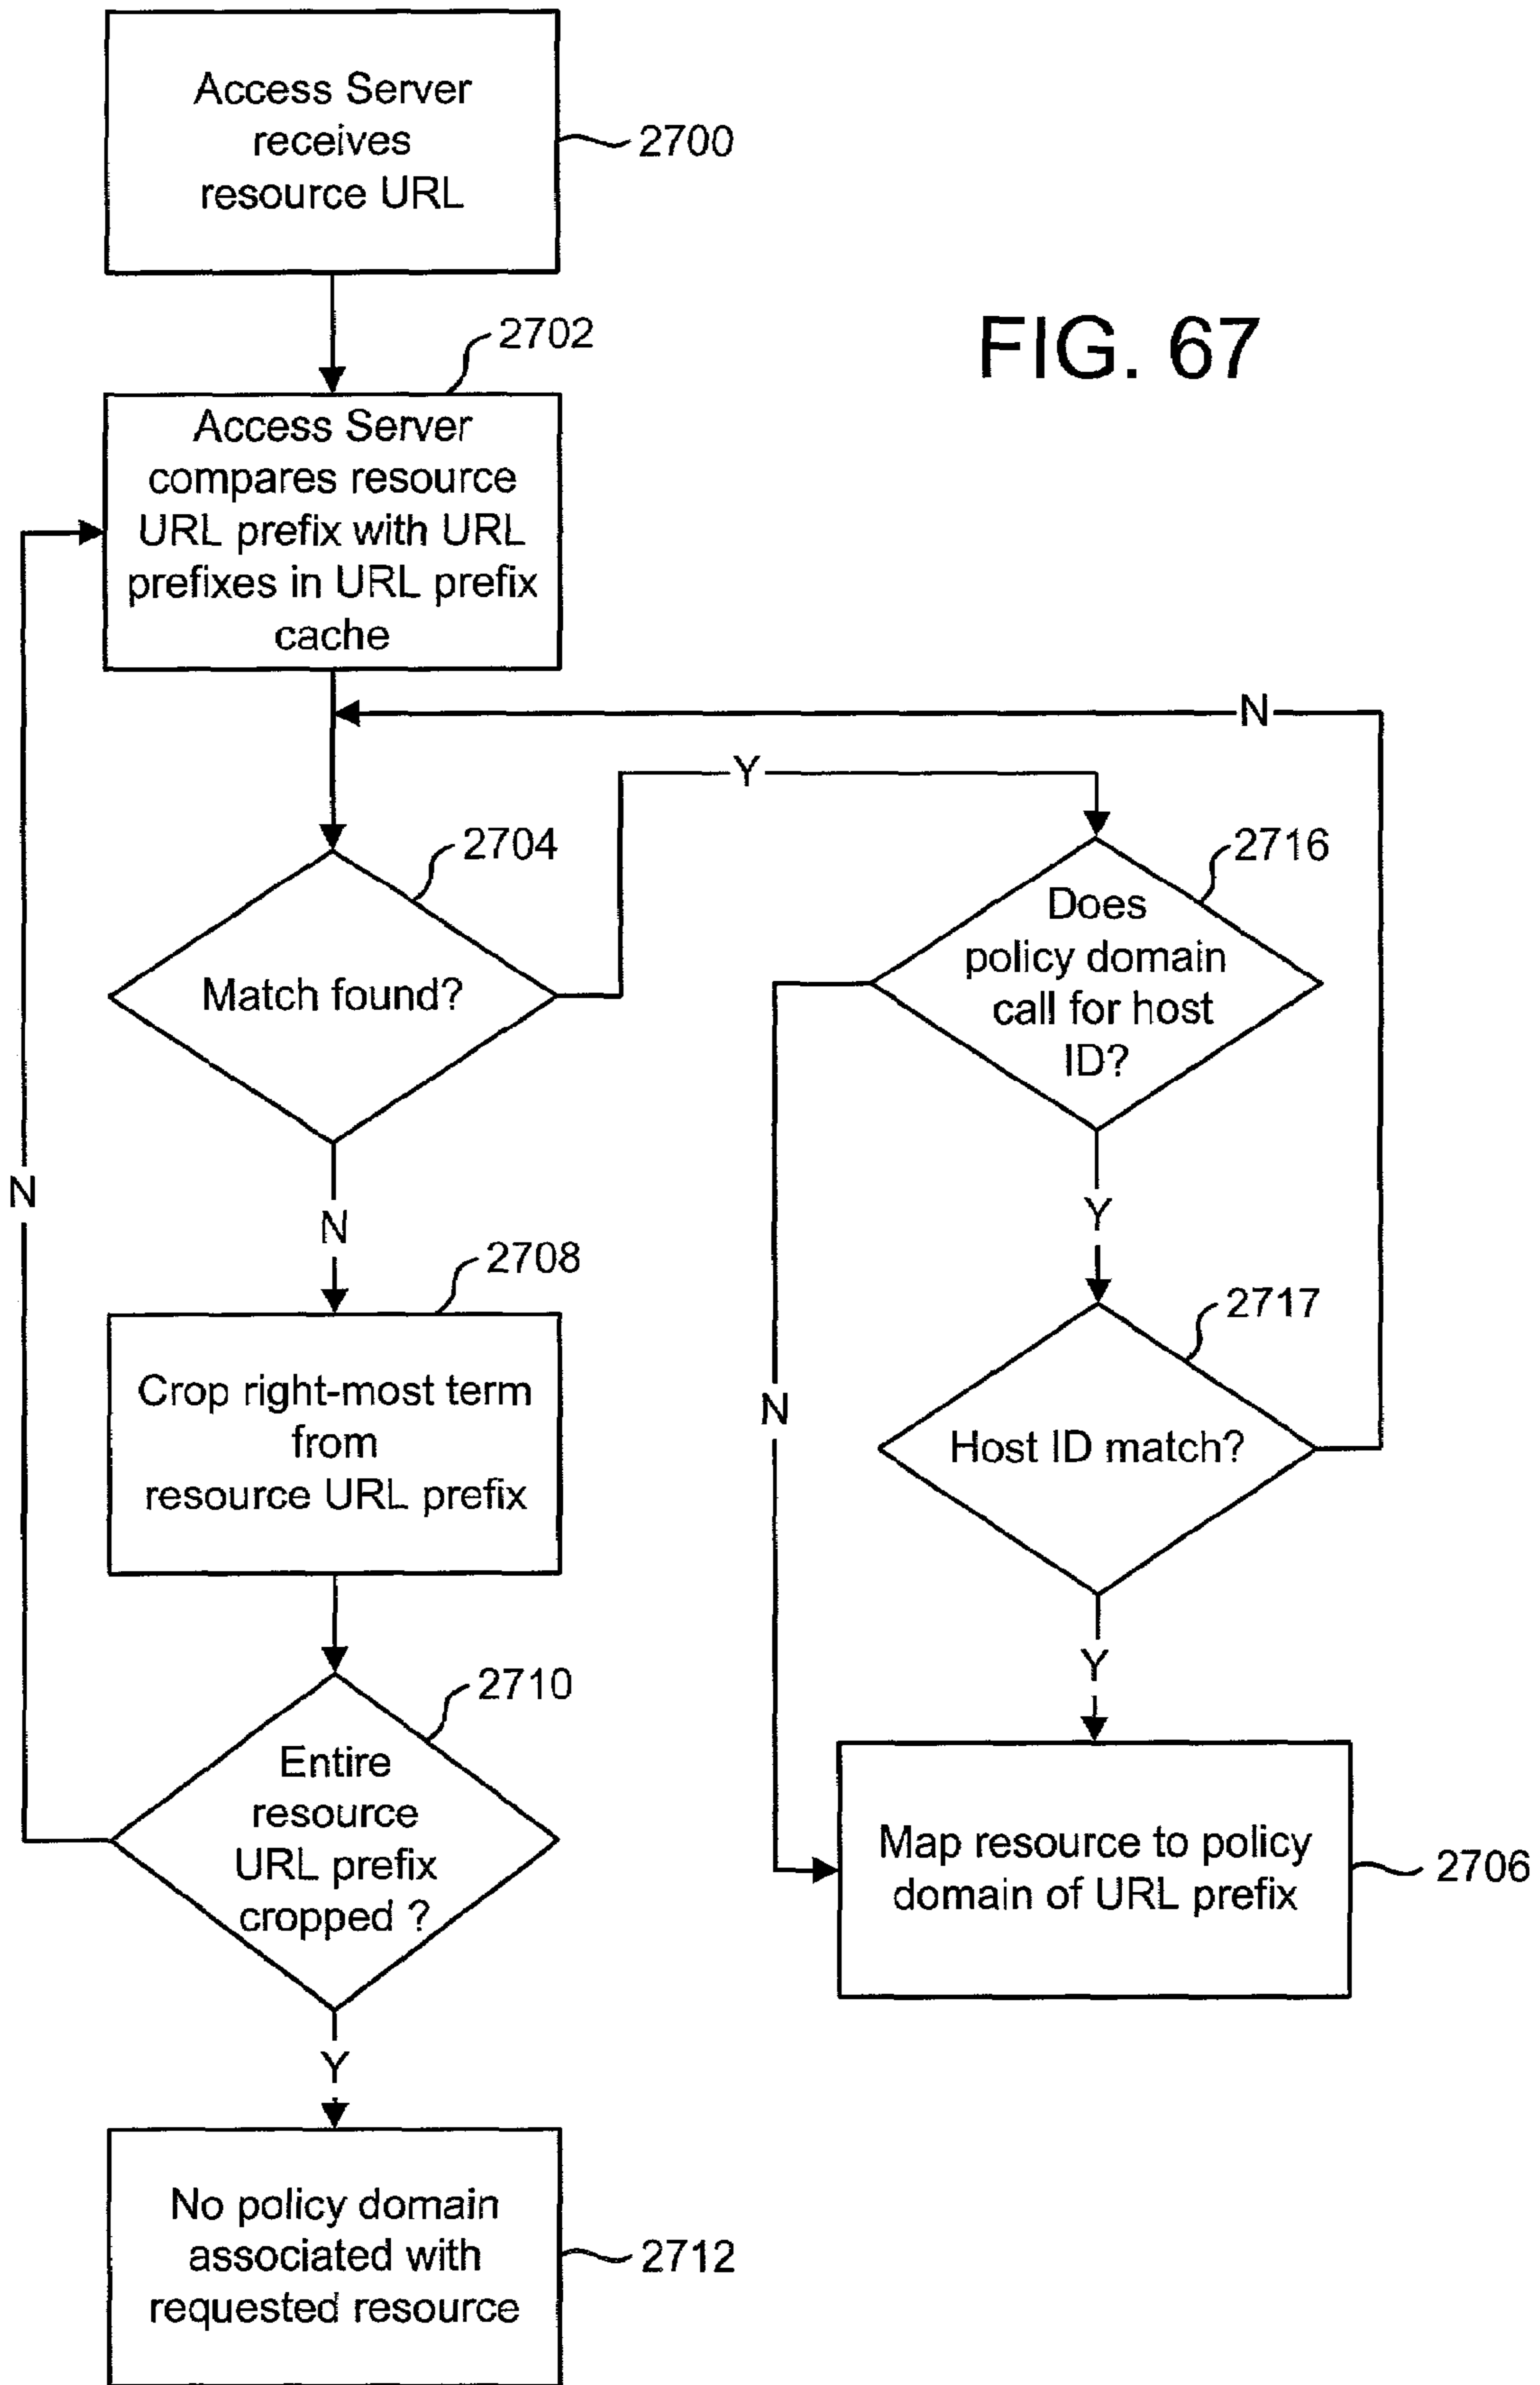 Access Server
receives
resource URL
2700
FIG. 67
2702
Access Server
compares resource
URL prefix with URL
prefixes in URL prefix
cache
N
Y
2704
Match found?
2716
Does
policy domain
call for host
ID?
N
N
Y
2708
Crop right-most term
from
resource URL prefix
2717
Host ID match?
N
Y
2710
Entire
resource
URL prefix
cropped ?
Map resource to policy
domain of URL prefix
2706
Y
No policy domain
associated with
requested resource
2712